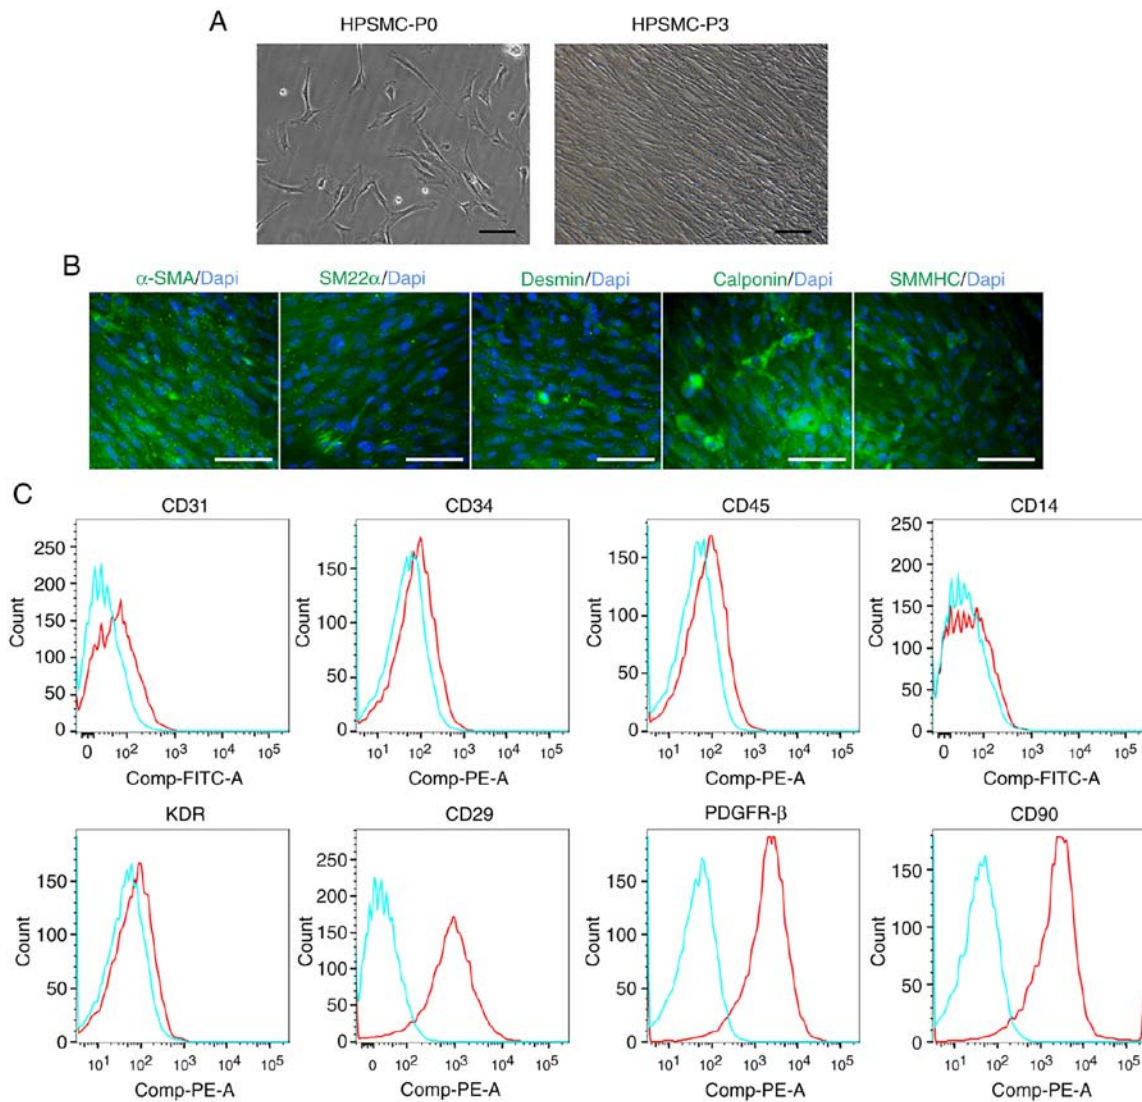 A
HPSMC-P0 HPSMC-P3
B
α-SMA/Dapi SM22α/Dapi Desmin/Dapi Calponin/Dapi SMMHC/Dapi
C
CD31
Count
250
200
150
100
50
0
0 10² 10³ 10⁴ 10⁵
Comp-FITC-A
CD34
Count
150
100
50
0
10¹ 10² 10³ 10⁴ 10⁵
Comp-PE-A
CD45
Count
150
100
50
0
10¹ 10² 10³ 10⁴ 10⁵
Comp-PE-A
CD14
Count
250
200
150
100
50
0
0 10² 10³ 10⁴ 10⁵
Comp-FITC-A
KDR
Count
150
100
50
0
10¹ 10² 10³ 10⁴ 10⁵
Comp-PE-A
CD29
Count
250
200
150
100
50
0
0 10² 10³ 10⁴ 10⁵
Comp-PE-A
PDGFR-β
Count
150
100
50
0
10¹ 10² 10³ 10⁴ 10⁵
Comp-PE-A
CD90
Count
150
100
50
0
10¹ 10² 10³ 10⁴ 10⁵
Comp-PE-A